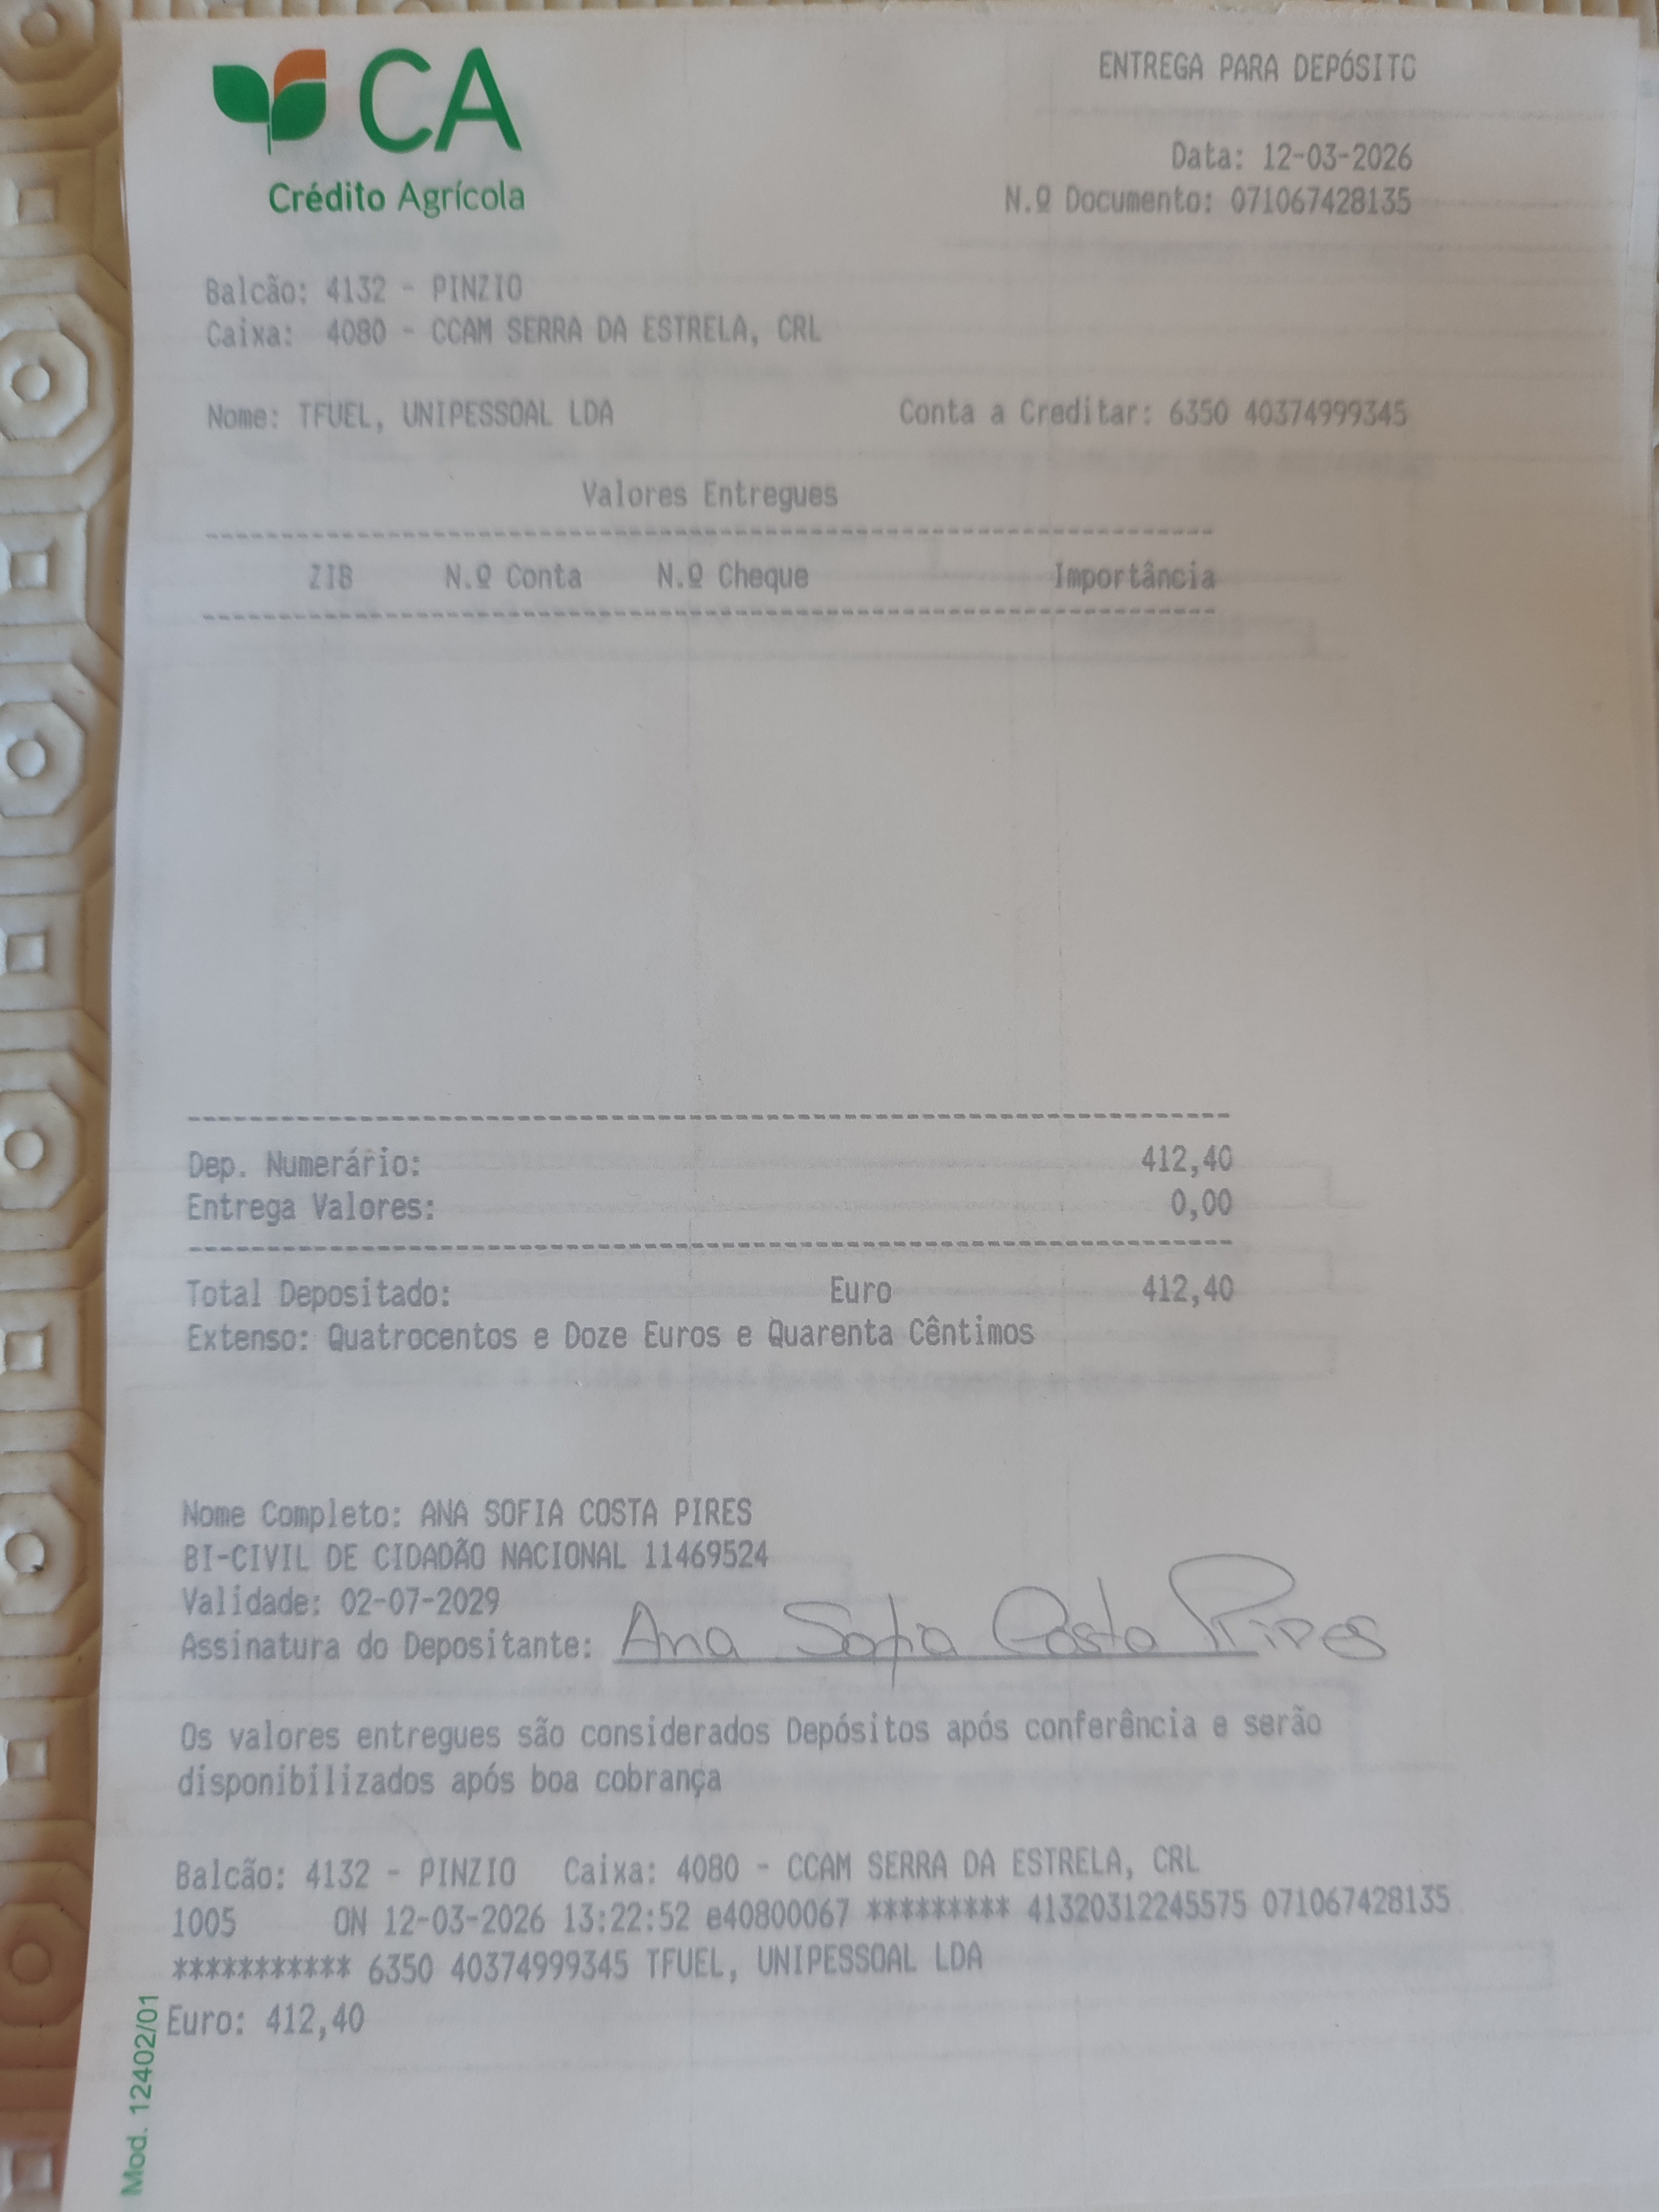 CA
Crédito Agrícola
ENTREGA PARA DEPÓSITO
Data: 12-03-2026
N.º Documento: 071067428135
Balcão: 4132 - PINZIO
Caixa: 4080 - CCAM SERRA DA ESTRELA, CRL
Nome: TFUEL, UNIPESSOAL LDA Conta a Creditar: 6350 40374999345
Valores Entregues
ZIB N.º Conta N.º Cheque Importância
Dep. Numerário: 412,40
Entrega Valores: 0,00
Total Depositado: Euro 412,40
Extenso: Quatrocentos e Doze Euros e Quarenta Cêntimos
Nome Completo: ANA SOFIA COSTA PIRES
BI-CIVIL DE CIDADÃO NACIONAL 11469524
Validade: 02-07-2029
Assinatura do Depositante: Ana Sofia Costa Pires
Os valores entregues são considerados Depósitos após conferência e serão
disponibilizados após boa cobrança
Balcão: 4132 - PINZIO Caixa: 4080 - CCAM SERRA DA ESTRELA, CRL
1005 ON 12-03-2026 13:22:52 e40800067 ********* 41320312245575 071067428135
*********** 6350 40374999345 TFUEL, UNIPESSOAL LDA
Euro: 412,40
Mod. 12402/01